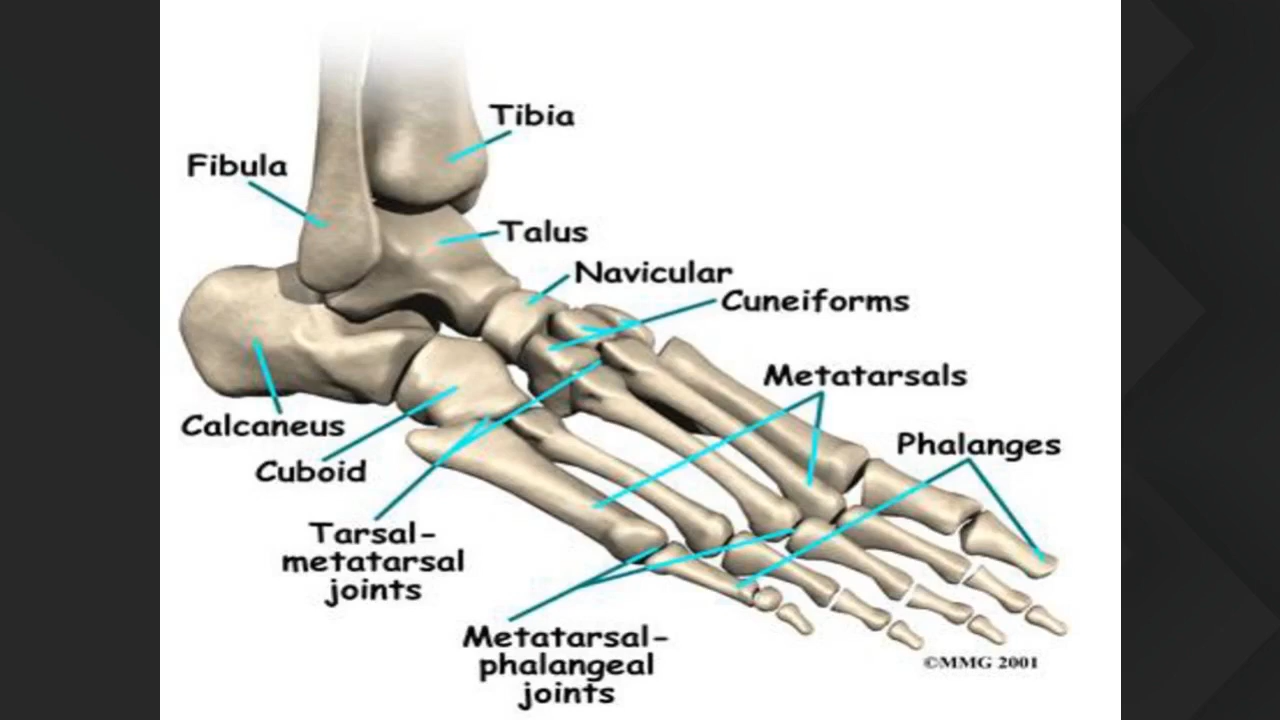 Tibia
Fibula
Talus
Navicular
Cuneiforms
Metatarsals
Calcaneus
Phalanges
Cuboid
Tarsal-
metatarsal
joints
Metatarsal-
phalangeal
joints
©MMG 2001